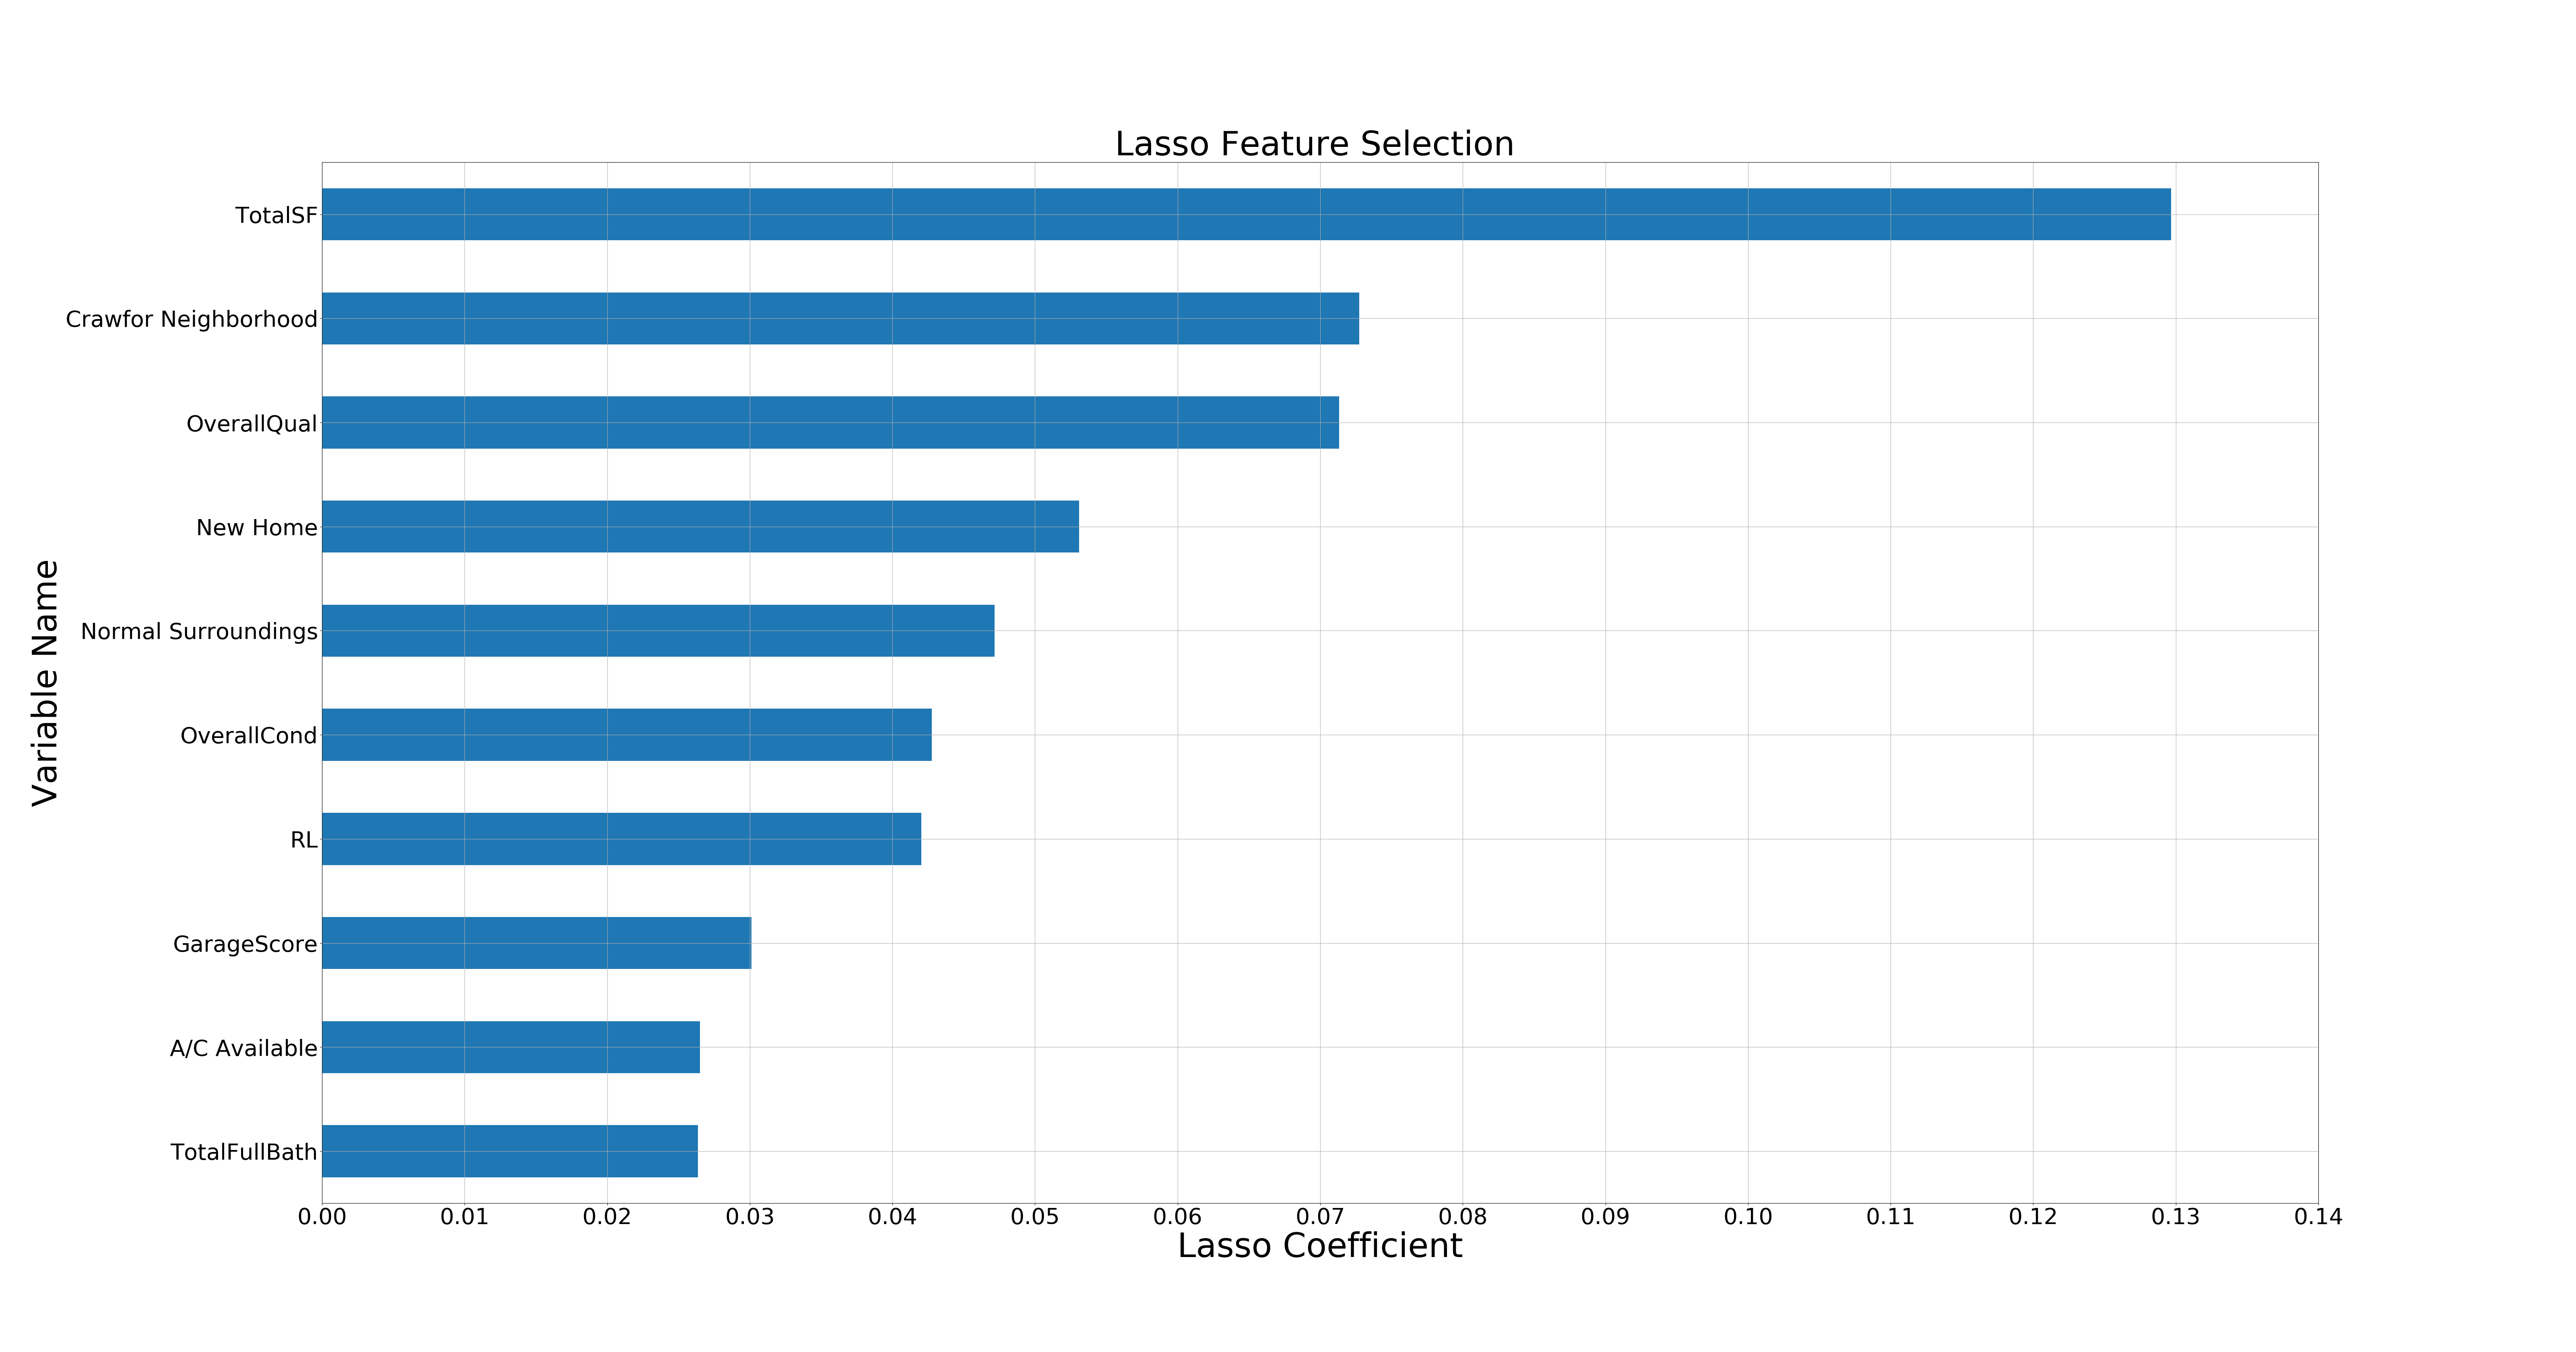 Lasso Feature Selection
TotalSF
Crawfor Neighborhood
OverallQual
New Home
Normal Surroundings
OverallCond
RL
GarageScore
A/C Available
TotalFullBath
Variable Name
0.00 0.01 0.02 0.03 0.04 0.05 0.06 0.07 0.08 0.09 0.10 0.11 0.12 0.13 0.14
Lasso Coefficient